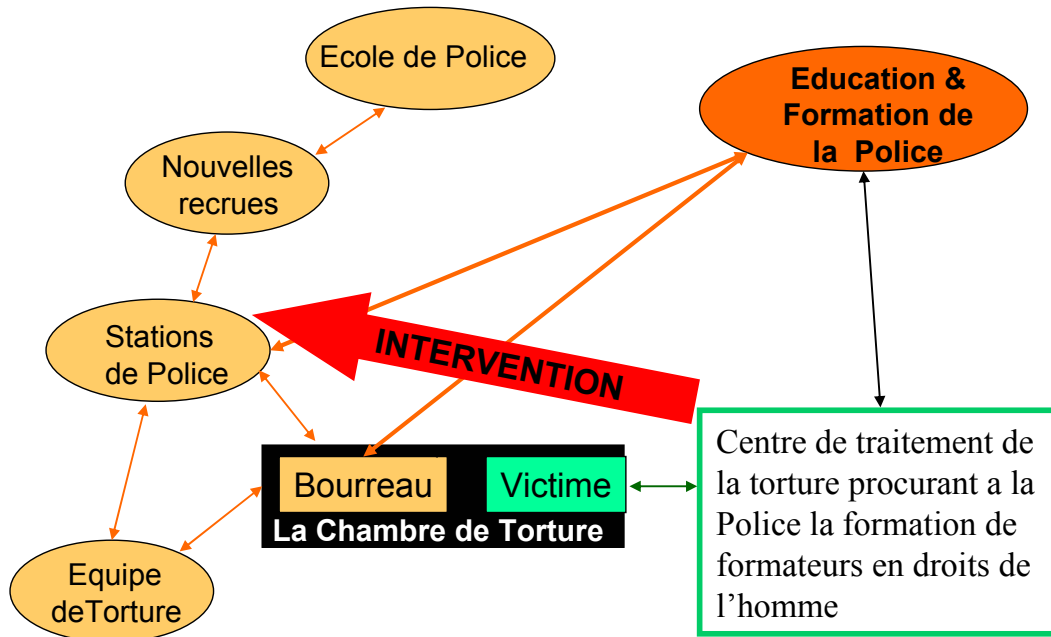 Ecole de Police
Education &
Formation de
la Police
Nouvelles
recrues
Stations
de Police
INTERVENTION
Bourreau
Victime
La Chambre de Torture
Centre de traitement de
la torture procurant a la
Police la formation de
formateurs en droits de
l’homme
Equipe
deTorture